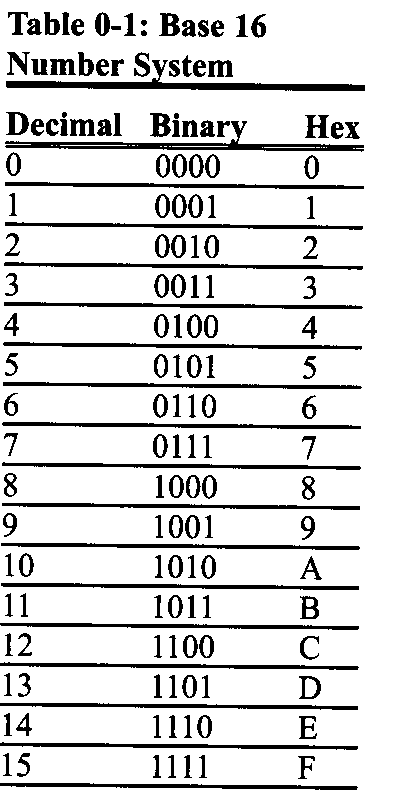 Table 0-1: Base 16
Number System
Decimal Binary Hex
0 0000 0
1 0001 1
2 0010 2
3 0011 3
4 0100 4
5 0101 5
6 0110 6
7 0111 7
8 1000 8
9 1001 9
10 1010 A
11 1011 B
12 1100 C
13 1101 D
14 1110 E
15 1111 F